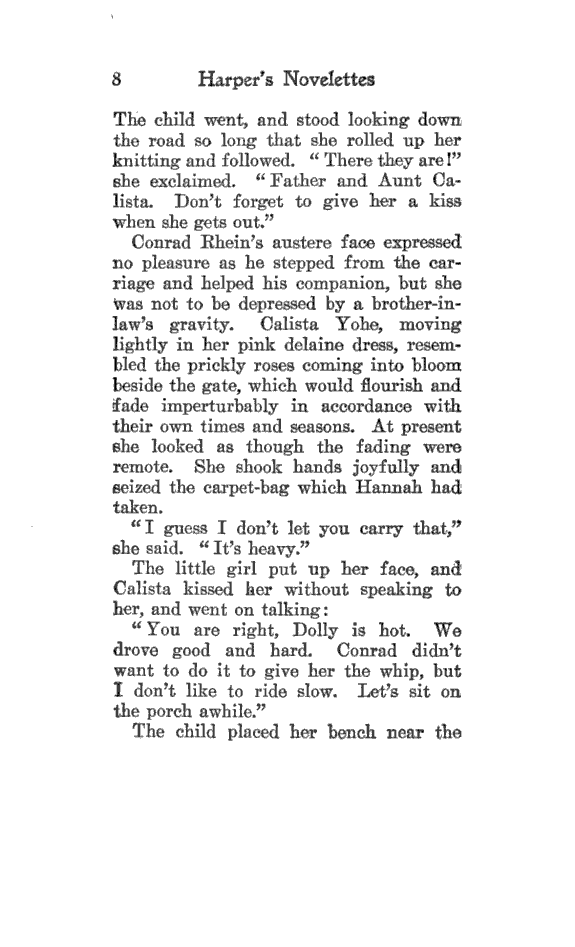 8 Harper's Novelettes
The child went, and stood looking down
the road so long that she rolled up her
knitting and followed. "There they are!"
she exclaimed. "Father and Aunt Ca-
lista. Don't forget to give her a kiss
when she gets out."
Conrad Rhein's austere face expressed
no pleasure as he stepped from the car-
riage and helped his companion, but she
was not to be depressed by a brother-in-
law's gravity. Calista Yohe, moving
lightly in her pink delaine dress, resem-
bled the prickly roses coming into bloom
beside the gate, which would flourish and
fade imperturbably in accordance with
their own times and seasons. At present
she looked as though the fading were
remote. She shook hands joyfully and
seized the carpet-bag which Hannah had
taken.
"I guess I don't let you carry that,"
she said. "It's heavy."
The little girl put up her face, and
Calista kissed her without speaking to
her, and went on talking:
"You are right, Dolly is hot. We
drove good and hard. Conrad didn't
want to do it to give her the whip, but
I don't like to ride slow. Let's sit on
the porch awhile."
The child placed her bench near the